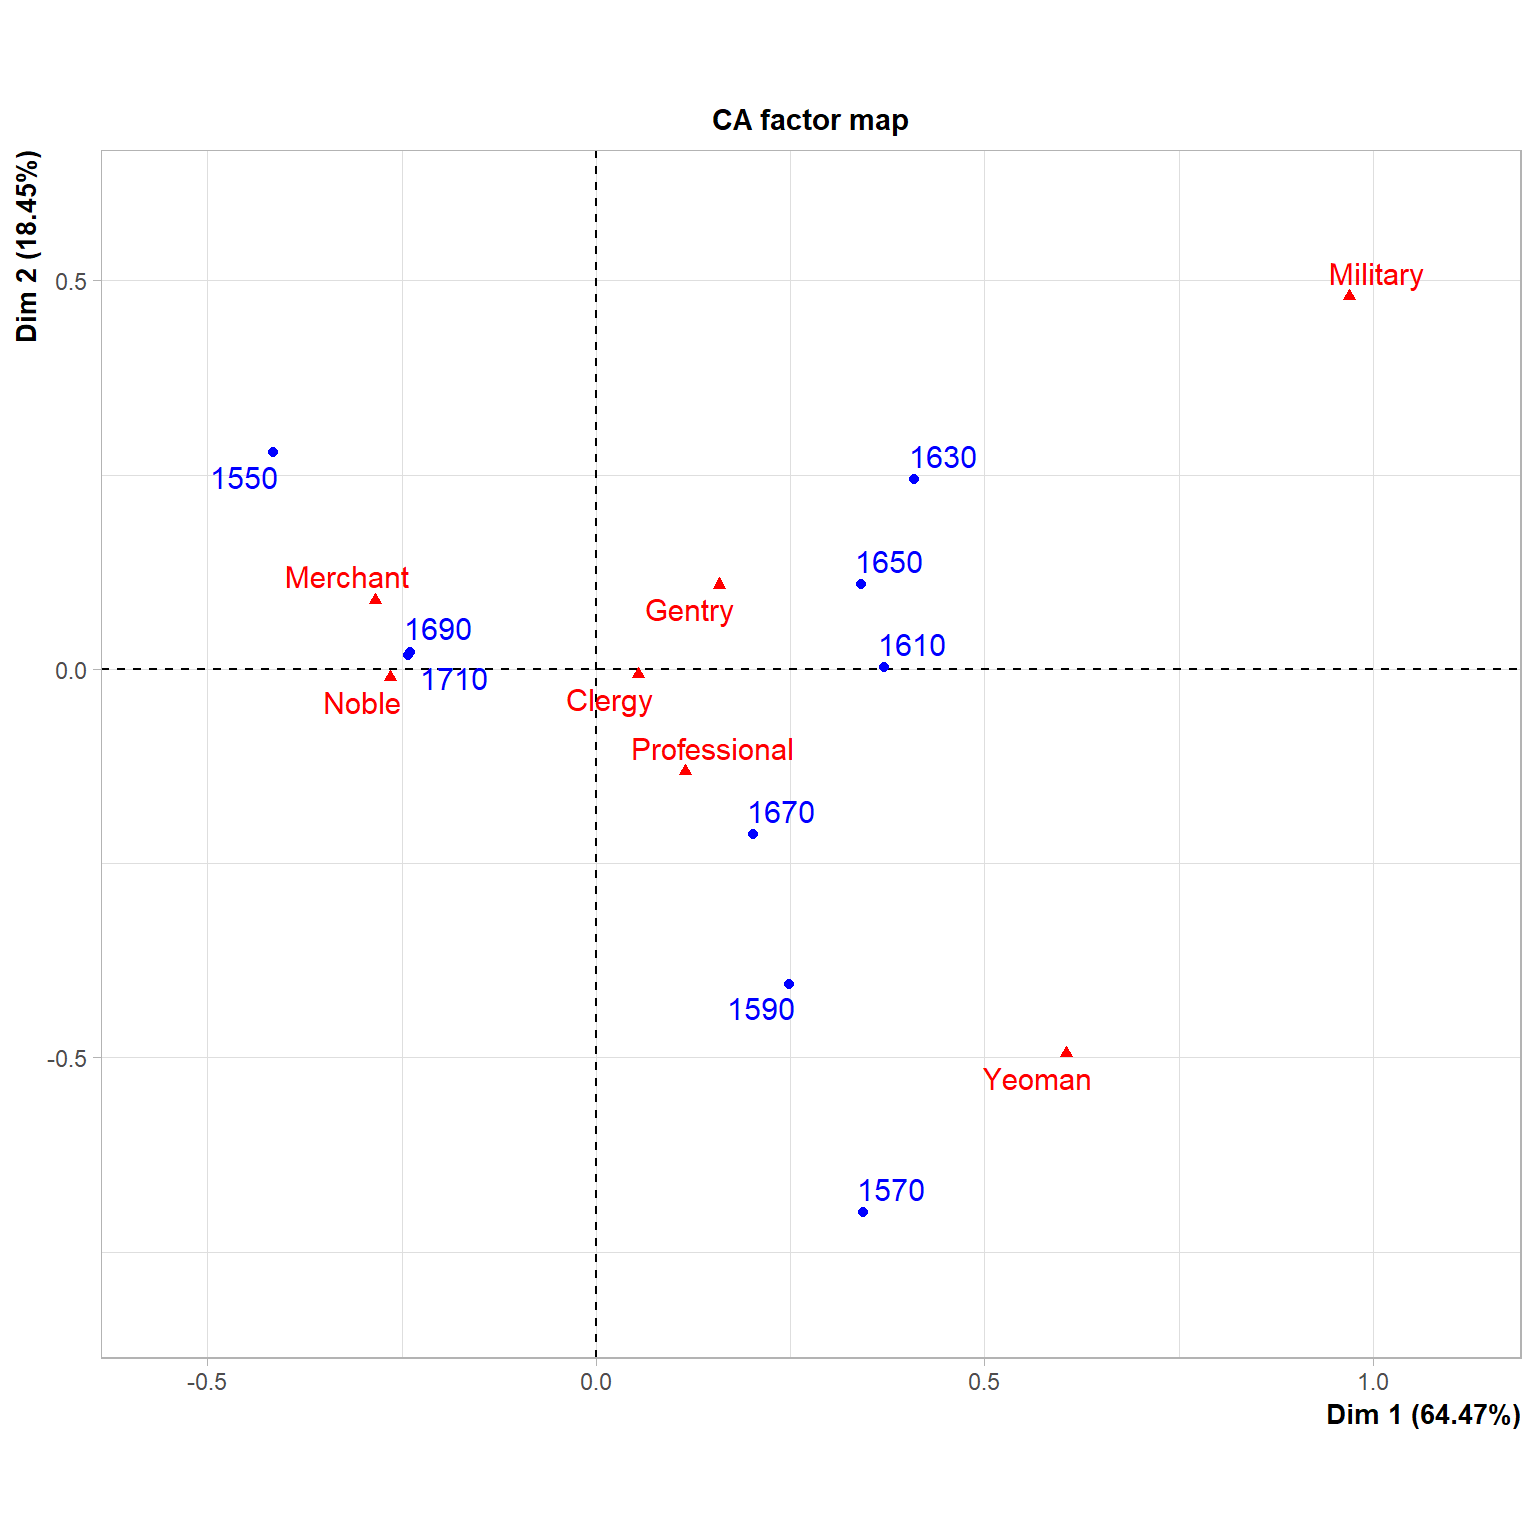 CA factor map
Dim 2 (18.45%)
0.5
Military
1630
1550
1650
Merchant
Gentry
1690
1610
0.0
1710
Noble
Clergy
Professional
1670
1590
-0.5
Yeoman
1570
-0.5
0.0
0.5
1.0
Dim 1 (64.47%)